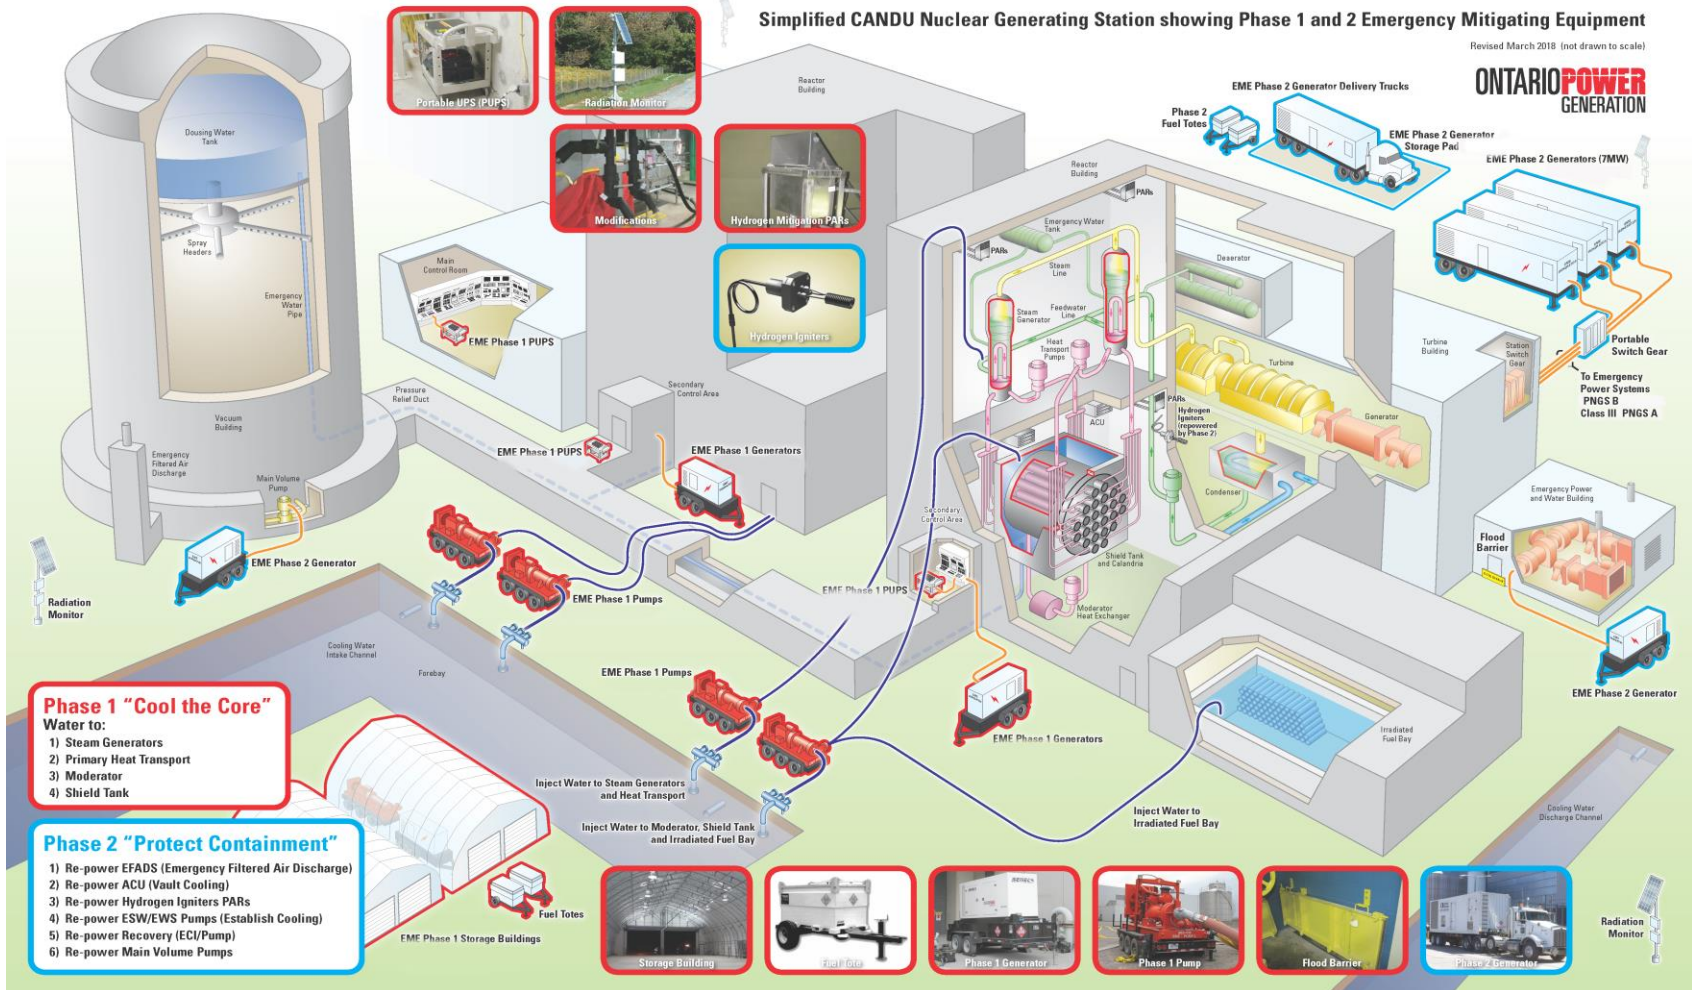 Simplified CANDU Nuclear Generating Station showing Phase 1 and 2 Emergency Mitigating Equipment
Revised March 2018 (not drawn to scale)
ONTARIOPOWER
GENERATION
Portable UPS (PUPS)
Radiation Monitor
Modifications
Hydrogen Mitigation PARs
Hydrogen Igniters
Reactor
Building
EME Phase 2 Generator Delivery Trucks
Phase 2
Fuel Totes
EME Phase 2 Generator
Storage Pad
EME Phase 2 Generators (7MW)
Dousing Water
Tank
Spray
Headers
Emergency
Water
Pipe
Main
Control Room
EME Phase 1 PUPS
Pressure
Relief Duct
Vacuum
Building
Emergency
Filtered Air
Discharge
Main Volume
Pump
EME Phase 2 Generator
Radiation
Monitor
Secondary
Control Area
EME Phase 1 PUPS
EME Phase 1 Generators
EME Phase 1 Pumps
Reactor
Building
PARs
Emergency Water
Tank
PARs
Steam
Line
Steam
Generator
Feedwater
Line
Heat
Transport
Pumps
Deaerator
Turbine
Turbine
Building
Station
Switch
Gear
Portable
Switch Gear
To Emergency
Power Systems
PNGS B
Class III PNGS A
Generator
PARs
Hydrogen
Igniters
(repowered
by Phase 2)
ACU
Condenser
Secondary
Control Area
Shield Tank
and Calandria
EME Phase 1 PUPS
Moderator
Heat Exchanger
Emergency Power
and Water Building
Flood
Barrier
EME Phase 2 Generator
Cooling Water
Intake Channel
Forebay
EME Phase 1 Pumps
EME Phase 1 Generators
Irradiated
Fuel Bay
Inject Water to Steam Generators
and Heat Transport
Inject Water to Moderator, Shield Tank
and Irradiated Fuel Bay
Inject Water to
Irradiated Fuel Bay
Cooling Water
Discharge Channel
Radiation
Monitor
Phase 1 “Cool the Core”
Water to:
1) Steam Generators
2) Primary Heat Transport
3) Moderator
4) Shield Tank
Phase 2 “Protect Containment”
1) Re-power EFADS (Emergency Filtered Air Discharge)
2) Re-power ACU (Vault Cooling)
3) Re-power Hydrogen Igniters PARs
4) Re-power ESW/EWS Pumps (Establish Cooling)
5) Re-power Recovery (ECI/Pump)
6) Re-power Main Volume Pumps
Fuel Totes
EME Phase 1 Storage Buildings
Storage Building
Fuel Tote
Phase 1 Generator
Phase 1 Pump
Flood Barrier
Phase 2 Generator